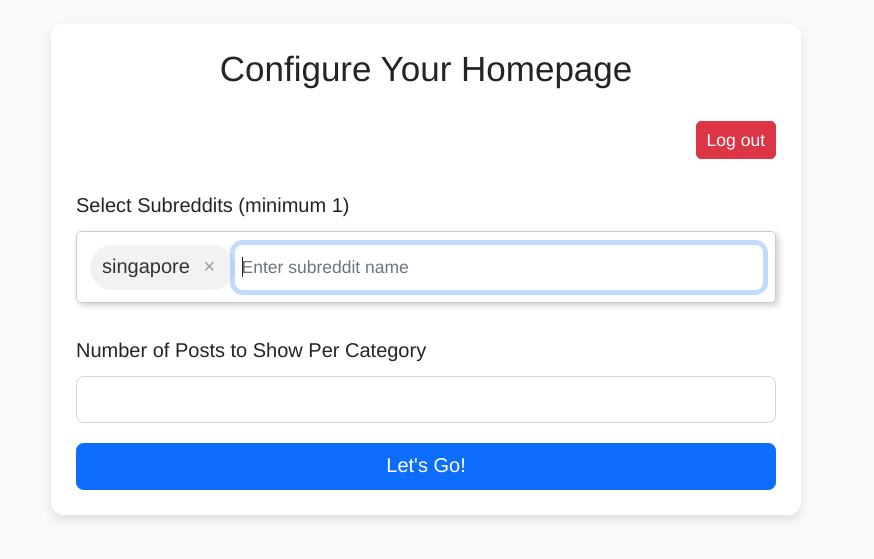 Configure Your Homepage
Log out
Select Subreddits (minimum 1)
singapore × Enter subreddit name
Number of Posts to Show Per Category
Let's Go!